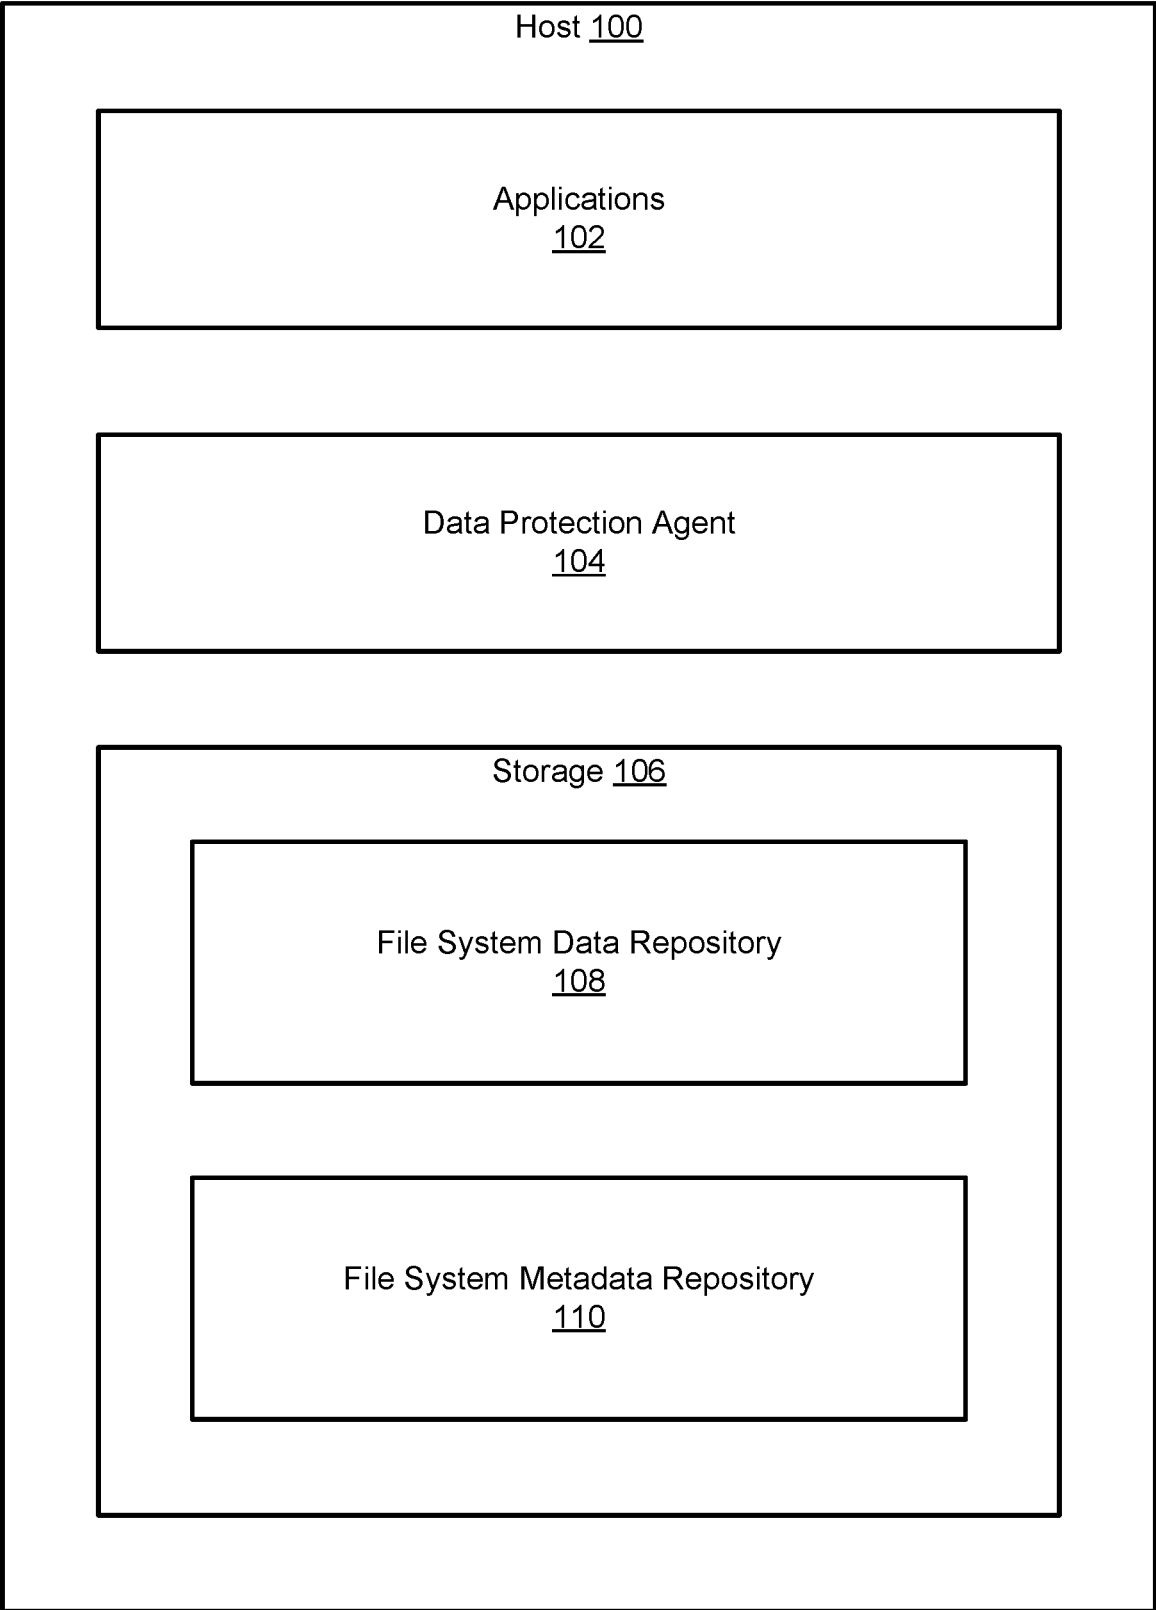 Host 100
Applications
102
Data Protection Agent
104
Storage 106
File System Data Repository
108
File System Metadata Repository
110